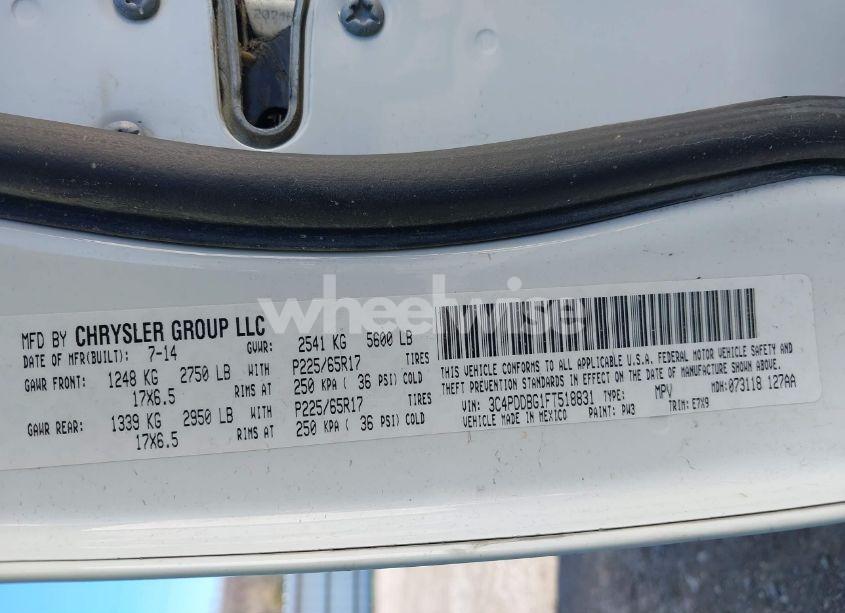 MFD BY CHRYSLER GROUP LLC
DATE OF MFR(BUILT): 7-14 GVWR: 2541 KG 5600 LB
GAWR FRONT: 1248 KG 2750 LB WITH P225/65R17 TIRES
17X6.5 RIMS AT 250 KPA ( 36 PSI) COLD
GAWR REAR: 1339 KG 2950 LB WITH P225/65R17 TIRES
17X6.5 RIMS AT 250 KPA ( 36 PSI) COLD
THIS VEHICLE CONFORMS TO ALL APPLICABLE U.S.A. FEDERAL MOTOR VEHICLE SAFETY AND
THEFT PREVENTION STANDARDS IN EFFECT ON THE DATE OF MANUFACTURE SHOWN ABOVE.
VIN: 3C4PDDBG1FT518831 TYPE: MPV MDH: 073118 127AA
VEHICLE MADE IN MEXICO PAINT: PW3 TRIM: E7X9
wheelwise